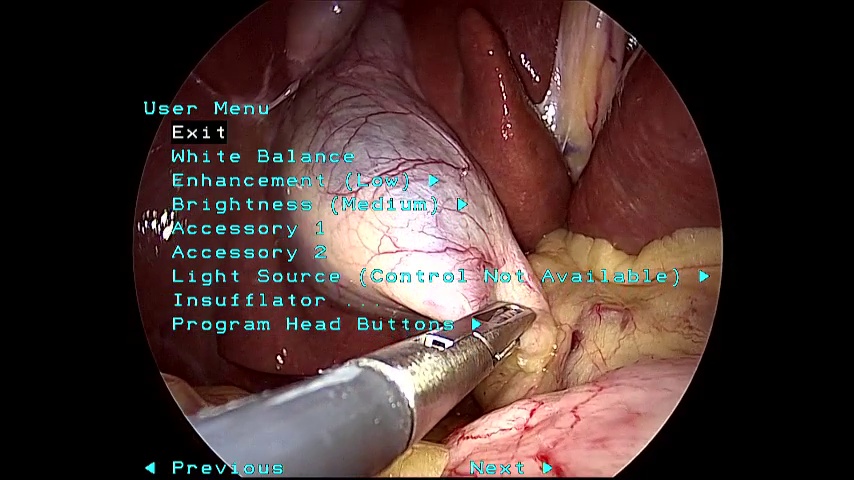 User Menu
Exit
White Balance
Enhancement (Low) ▶
Brightness (Medium) ▶
Accessory 1
Accessory 2
Light Source (Control Not Available) ▶
Insufflator ...
Program Head Buttons ▶
◀ Previous Next ▶